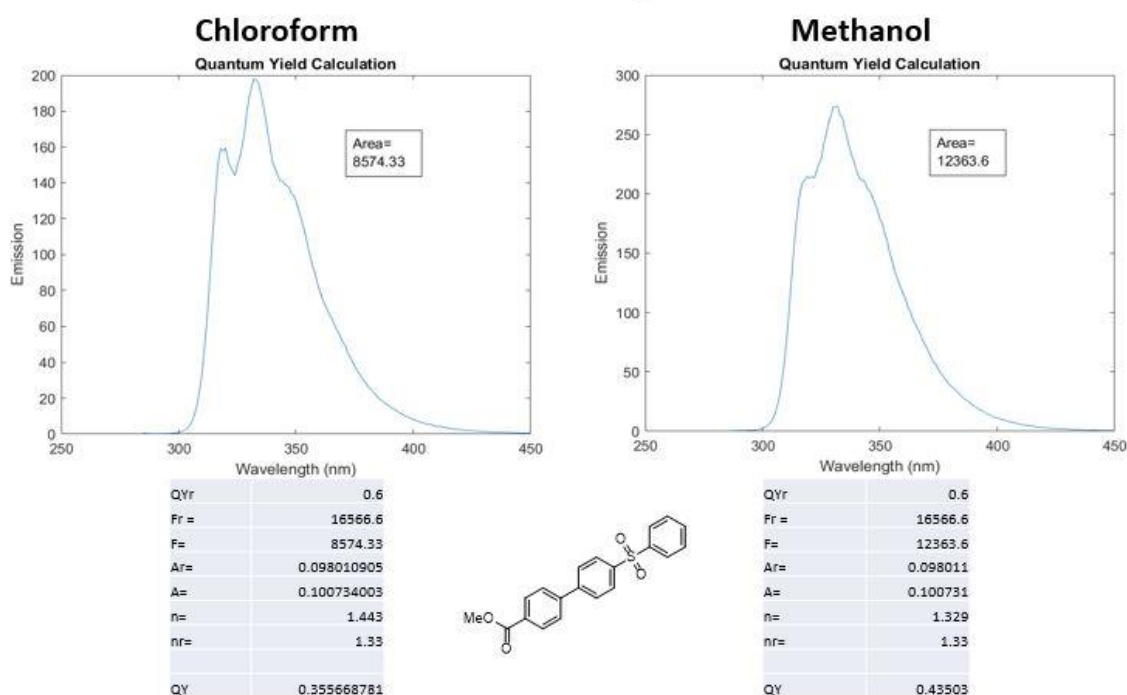 Chloroform
Quantum Yield Calculation
200
180
160
140
120
100
80
60
40
20
0
Emission
Area=
8574.33
250
300
350
400
450
Wavelength (nm)
QYr 0.6
Fr = 16566.6
F= 8574.33
Ar= 0.098010905
A= 0.100734003
n= 1.443
nr= 1.33
QY 0.355668781
MeO
O
O
S
O
Methanol
Quantum Yield Calculation
300
250
200
150
100
50
0
Emission
Area=
12363.6
250
300
350
400
450
Wavelength (nm)
QYr 0.6
Fr = 16566.6
F= 12363.6
Ar= 0.098011
A= 0.100731
n= 1.329
nr= 1.33
QY 0.43503